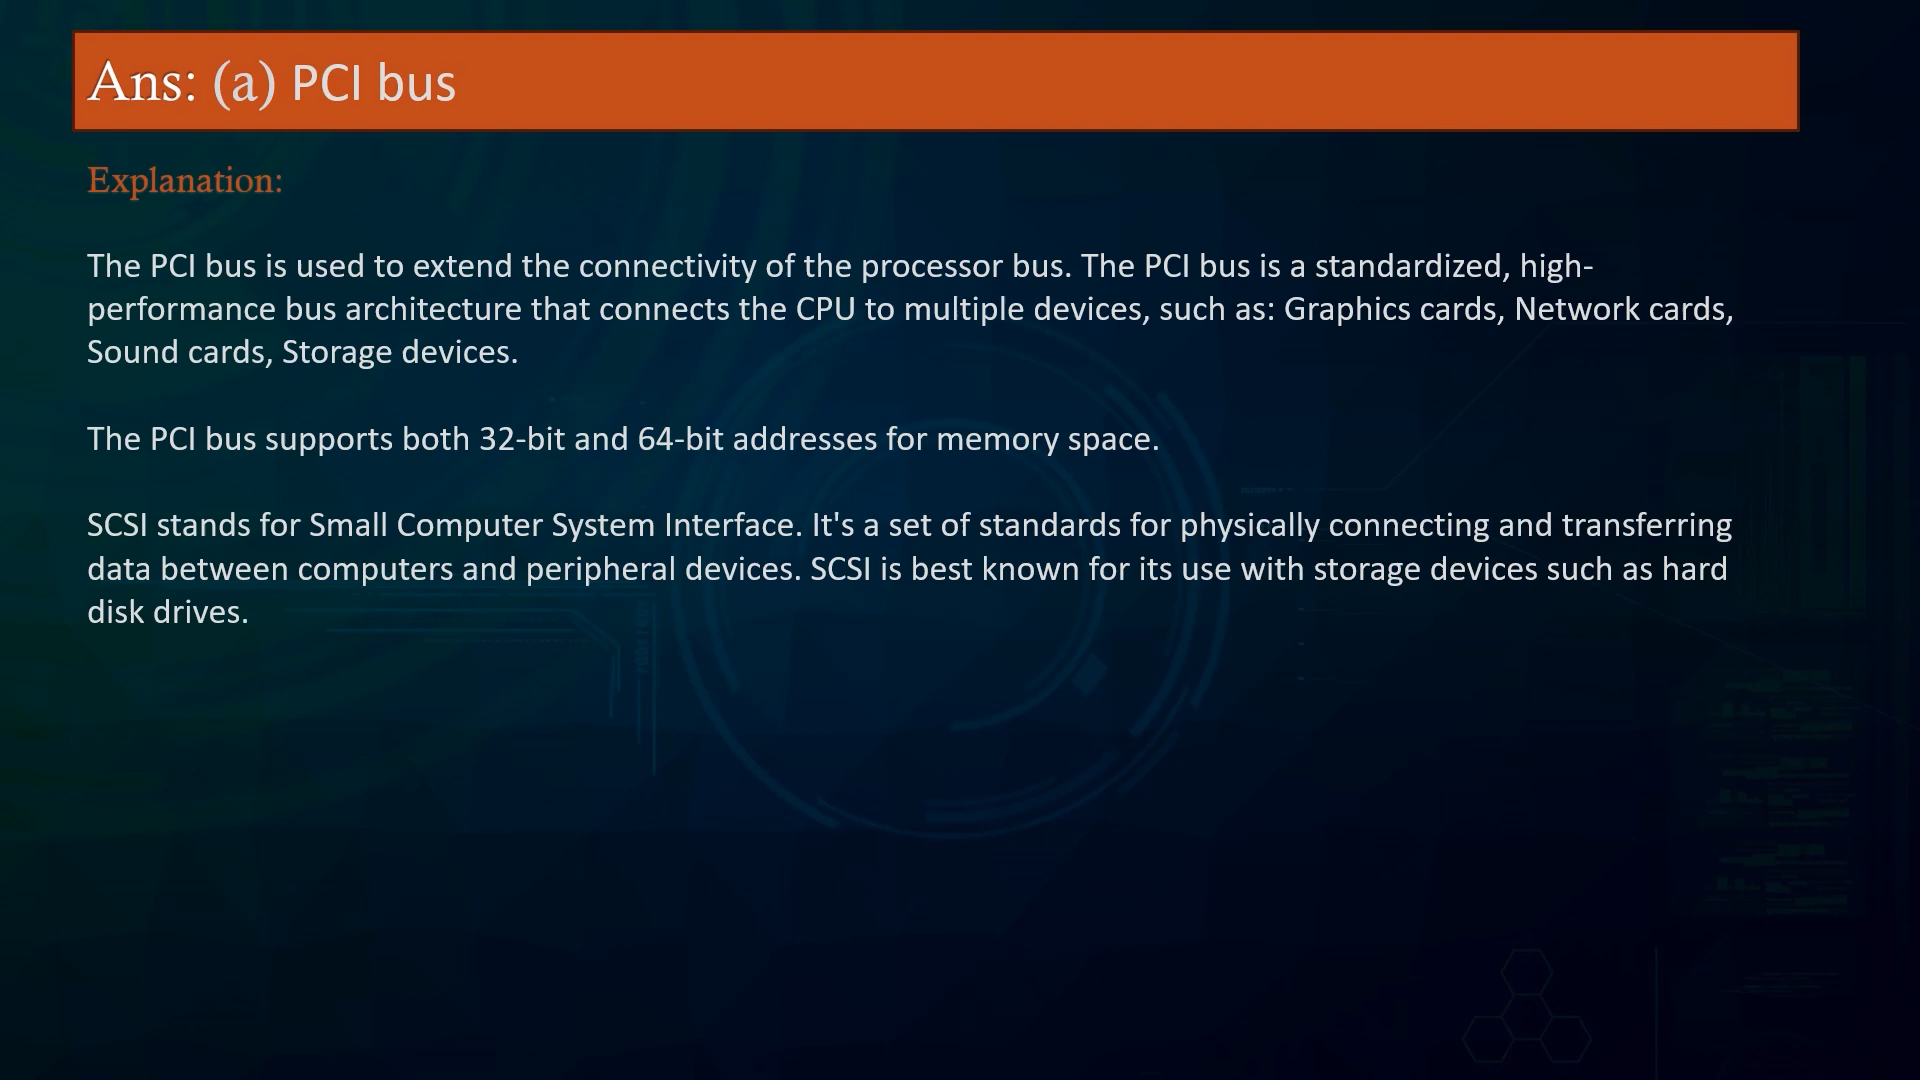 Ans: (a) PCI bus
Explanation:
The PCI bus is used to extend the connectivity of the processor bus. The PCI bus is a standardized, high-
performance bus architecture that connects the CPU to multiple devices, such as: Graphics cards, Network cards,
Sound cards, Storage devices.
The PCI bus supports both 32-bit and 64-bit addresses for memory space.
SCSI stands for Small Computer System Interface. It's a set of standards for physically connecting and transferring
data between computers and peripheral devices. SCSI is best known for its use with storage devices such as hard
disk drives.